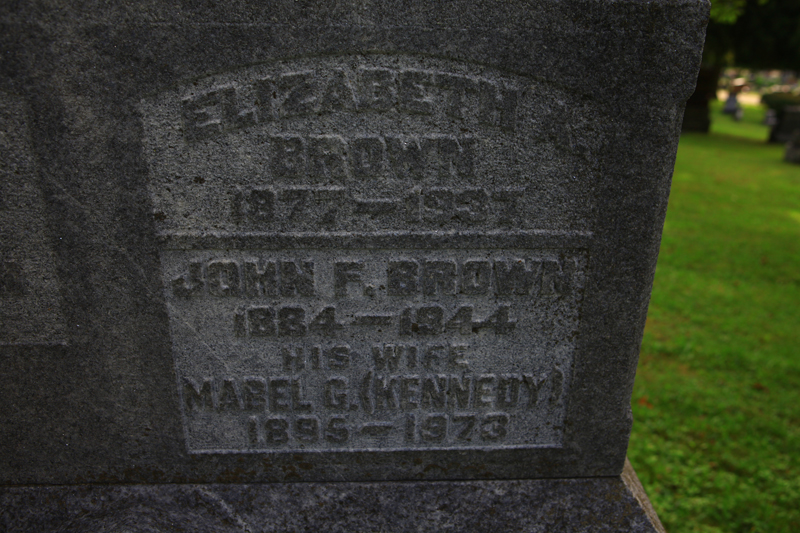 ELIZABETH A.
BROWN
1877 — 1937
JOHN F. BROWN
1884 — 1944
HIS WIFE
MABEL G. (KENNEDY)
1895 — 1973